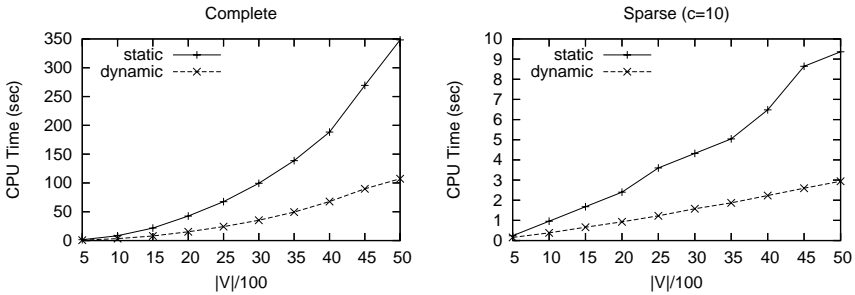 Complete
CPU Time (sec)
350
300
250
200
150
100
50
0
static
dynamic
5 10 15 20 25 30 35 40 45 50
|V|/100
Sparse (c=10)
CPU Time (sec)
10
9
8
7
6
5
4
3
2
1
0
static
dynamic
5 10 15 20 25 30 35 40 45 50
|V|/100